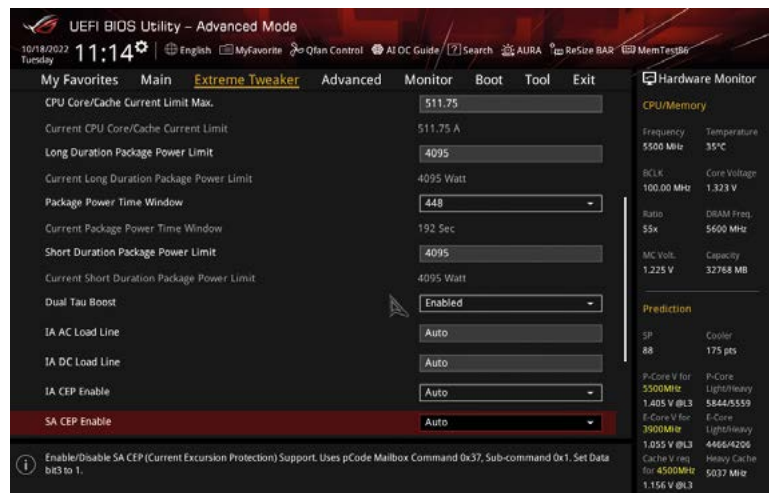 UEFI BIOS Utility – Advanced Mode
10/18/2022
Tuesday
11:14
English
MyFavorite
Qfan Control
AI OC Guide
Search
AURA
ReSize BAR
MemTest86
My Favorites
Main
Extreme Tweaker
Advanced
Monitor
Boot
Tool
Exit
Hardware Monitor
CPU Core/Cache Current Limit Max.
511.75
Current CPU Core/Cache Current Limit
511.75 A
Long Duration Package Power Limit
4095
Current Long Duration Package Power Limit
4095 Watt
Package Power Time Window
448
Current Package Power Time Window
192 Sec
Short Duration Package Power Limit
4095
Current Short Duration Package Power Limit
4095 Watt
Dual Tau Boost
Enabled
IA AC Load Line
Auto
IA DC Load Line
Auto
IA CEP Enable
Auto
SA CEP Enable
Auto
CPU/Memory
Frequency Temperature
5500 MHz 35°C
BCLK Core Voltage
100.00 MHz 1.323 V
Ratio DRAM Freq.
55x 5600 MHz
MC Volt. Capacity
1.225 V 32768 MB
Prediction
SP Cooler
88 175 pts
P-Core V for P-Core
5500MHz Light/Heavy
1.405 V @L3 5844/5559
E-Core V for E-Core
3900MHz Light/Heavy
1.055 V @L3 4466/4206
Cache V req Heavy Cache
for 4500MHz 5037 MHz
1.156 V @L3
Enable/Disable SA CEP (Current Excursion Protection) Support. Uses pCode Mailbox Command 0x37, Sub-command 0x1. Set Data
bit3 to 1.